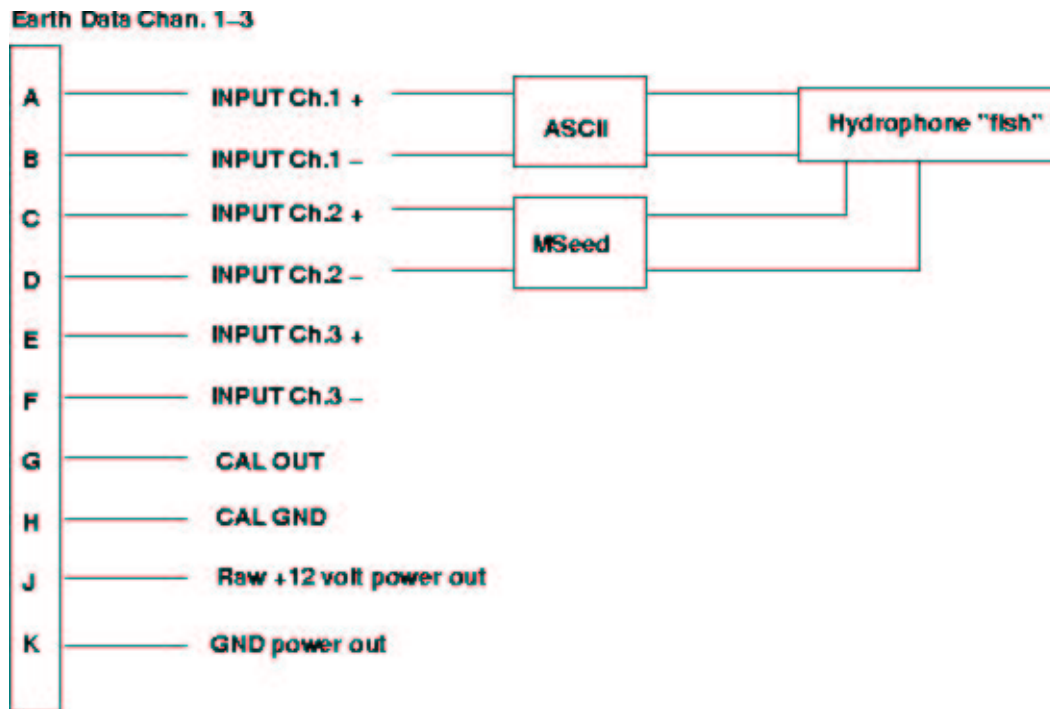 Earth Data Chan. 1–3
A INPUT Ch.1 +
ASCII
Hydrophone "fish"
B INPUT Ch.1 –
C INPUT Ch.2 +
MSeed
D INPUT Ch.2 –
E INPUT Ch.3 +
F INPUT Ch.3 –
G CAL OUT
H CAL GND
J Raw +12 volt power out
K GND power out